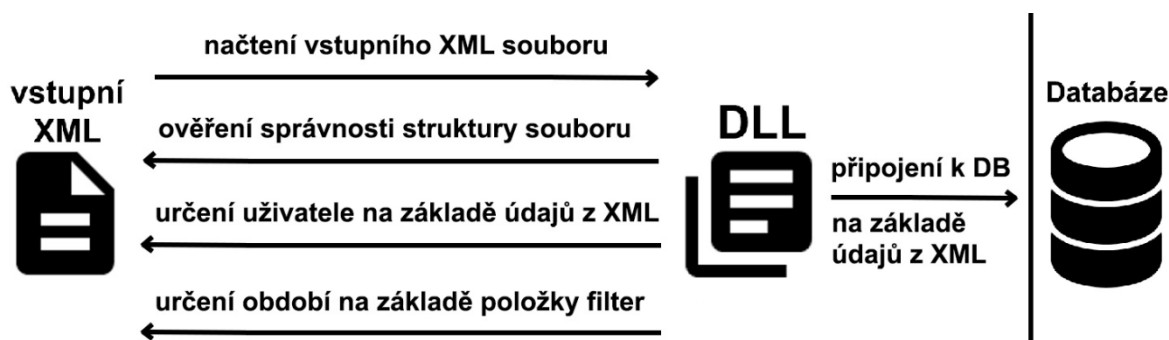 načtení vstupního XML souboru
vstupní
XML
ověření správnosti struktury souboru
určení uživatele na základě údajů z XML
určení období na základě položky filter
DLL
připojení k DB
na základě
údajů z XML
Databáze